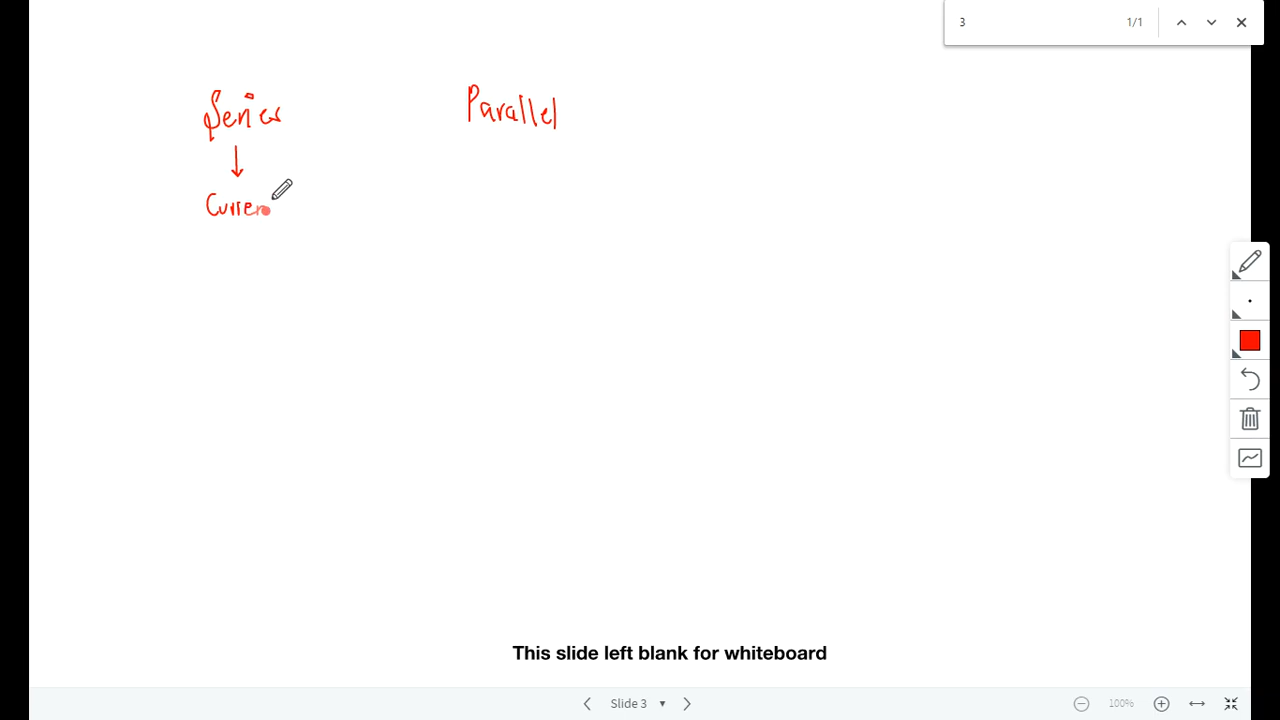 3 1/1
Series Parallel
Curren
This slide left blank for whiteboard
Slide 3 100%